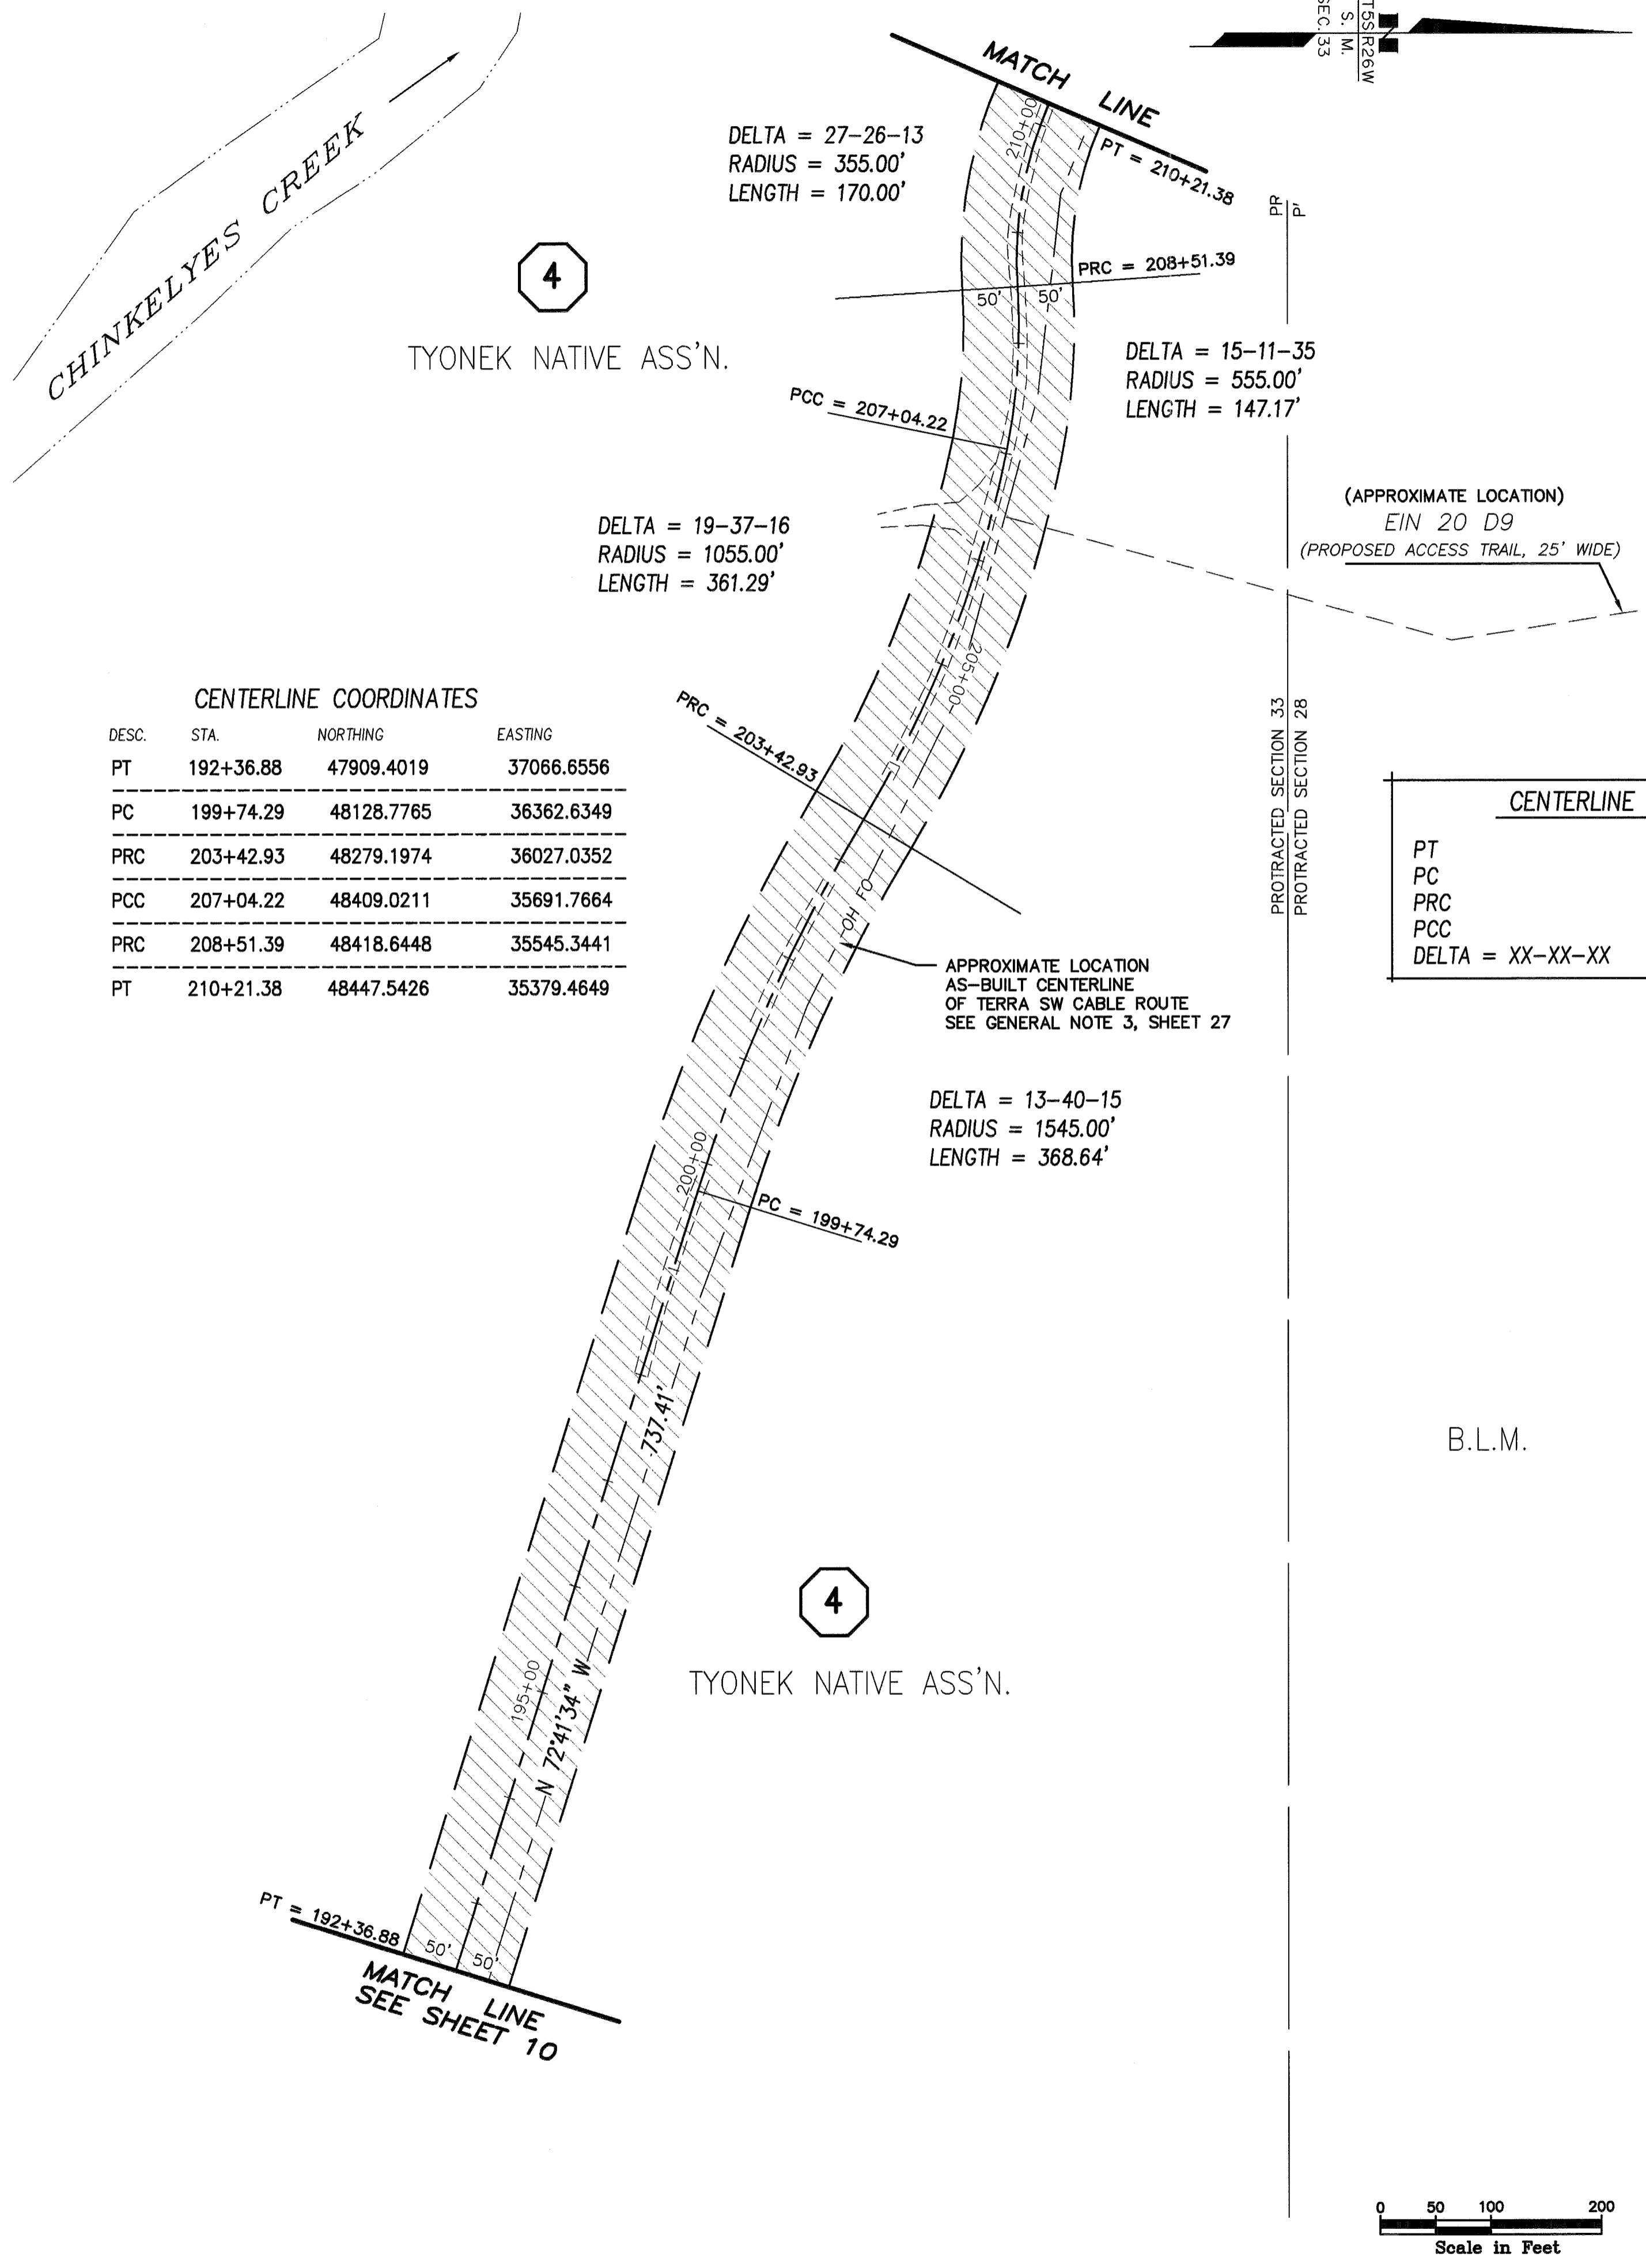 T5S R26W
S. M.
SEC. 33
N
MATCH LINE
CHINKELYES CREEK
DELTA = 27-26-13
RADIUS = 355.00'
LENGTH = 170.00'
210+00
PT = 210+21.38
4
TYONEK NATIVE ASS'N.
PRC = 208+51.39
50' 50'
DELTA = 15-11-35
RADIUS = 555.00'
LENGTH = 147.17'
PCC = 207+04.22
(APPROXIMATE LOCATION)
EIN 20 D9
(PROPOSED ACCESS TRAIL, 25' WIDE)
DELTA = 19-37-16
RADIUS = 1055.00'
LENGTH = 361.29'
205+00
PRC = 203+42.93
CENTERLINE COORDINATES
DESC. STA. NORTHING EASTING
PT 192+36.88 47909.4019 37066.6556
PC 199+74.29 48128.7765 36362.6349
PRC 203+42.93 48279.1974 36027.0352
PCC 207+04.22 48409.0211 35691.7664
PRC 208+51.39 48418.6448 35545.3441
PT 210+21.38 48447.5426 35379.4649
PROTRACTED SECTION 33
PROTRACTED SECTION 28
CENTERLINE
PT
PC
PRC
PCC
DELTA = XX-XX-XX
OH FO
APPROXIMATE LOCATION
AS-BUILT CENTERLINE
OF TERRA SW CABLE ROUTE
SEE GENERAL NOTE 3, SHEET 27
DELTA = 13-40-15
RADIUS = 1545.00'
LENGTH = 368.64'
200+00
PC = 199+74.29
737.41'
B.L.M.
4
TYONEK NATIVE ASS'N.
195+00
N 72°41'34" W
PT = 192+36.88
50' 50'
MATCH LINE
SEE SHEET 10
0 50 100 200
Scale in Feet